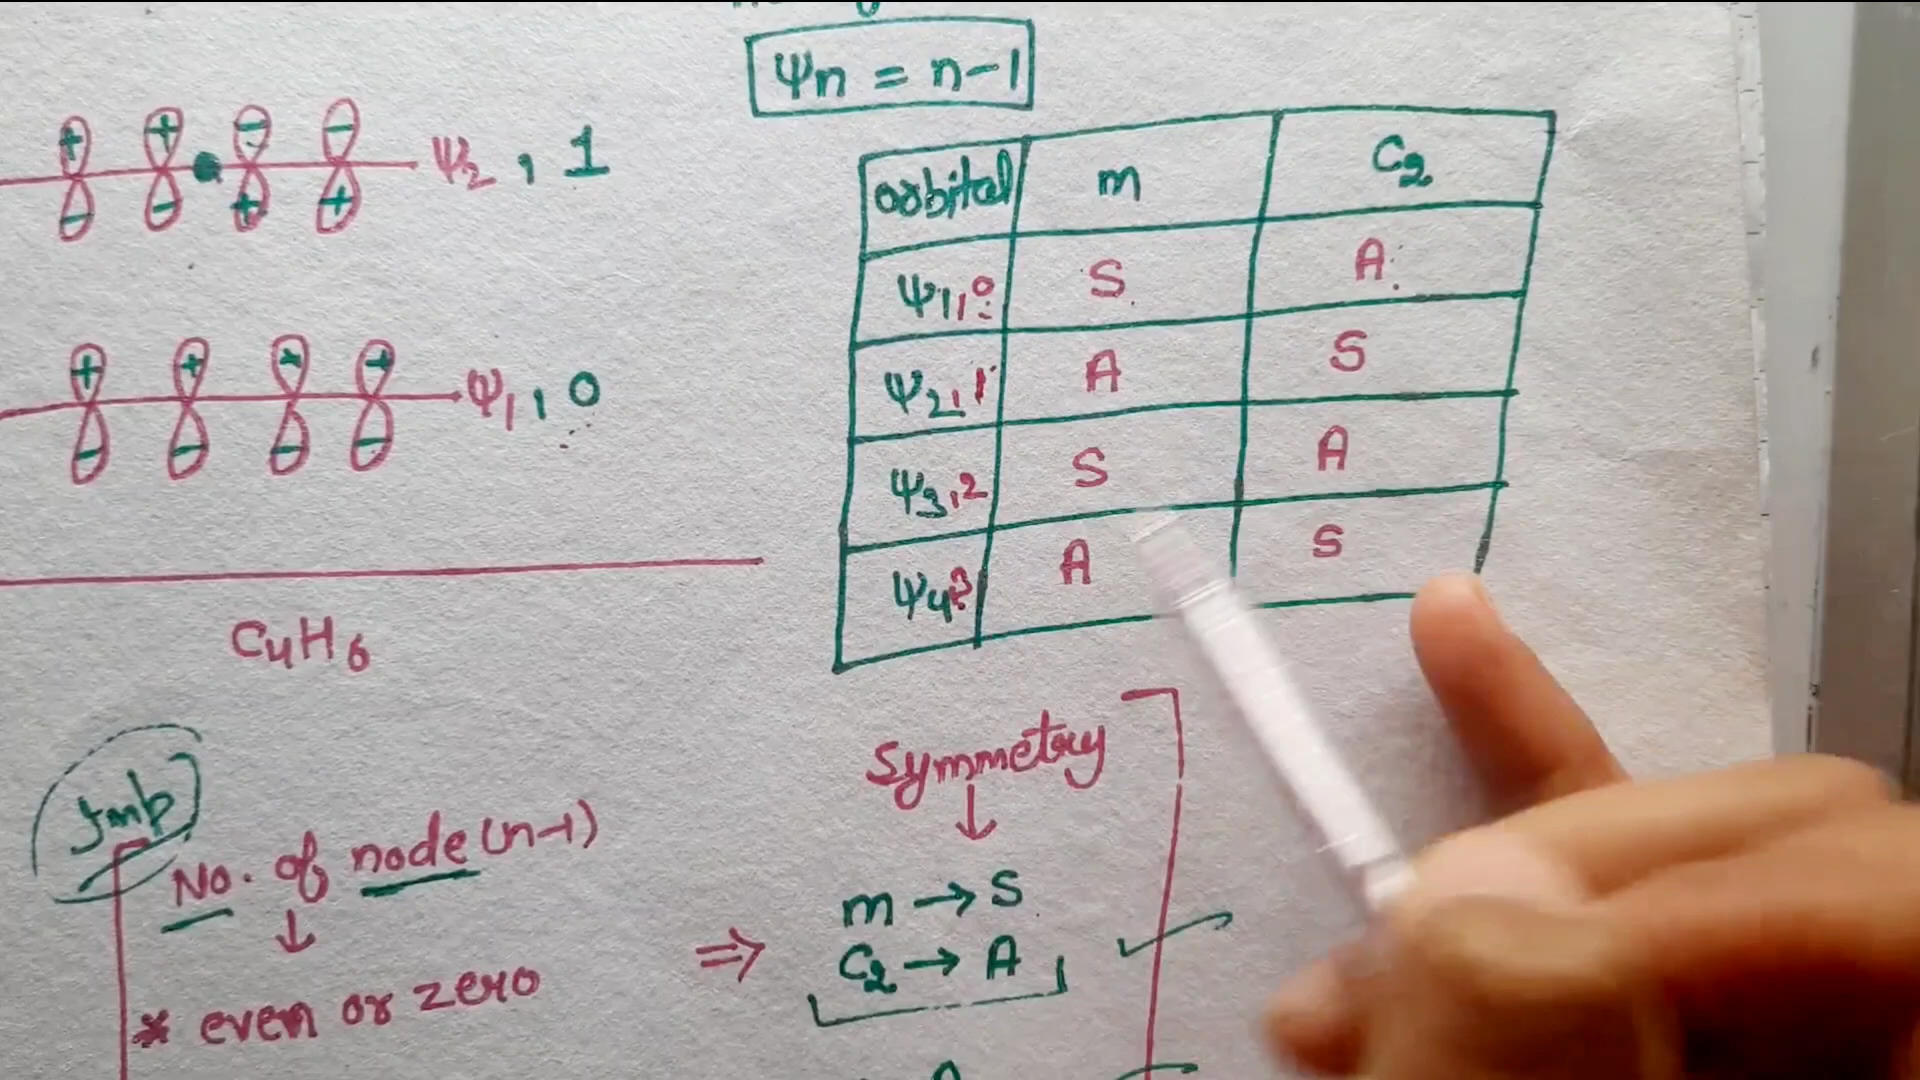 Ψn = n-1
+ + - - Ψ2, 1
- - + +
+ + + + Ψ1, 0
- - - -
orbital m C2
Ψ1,0 S A
Ψ2,1 A S
Ψ3,2 S A
Ψ4,3 A S
C4H6
Imp
No. of node (n-1)
↓
* even or zero
⇒
Symmetry
↓
m → S
C2 → A